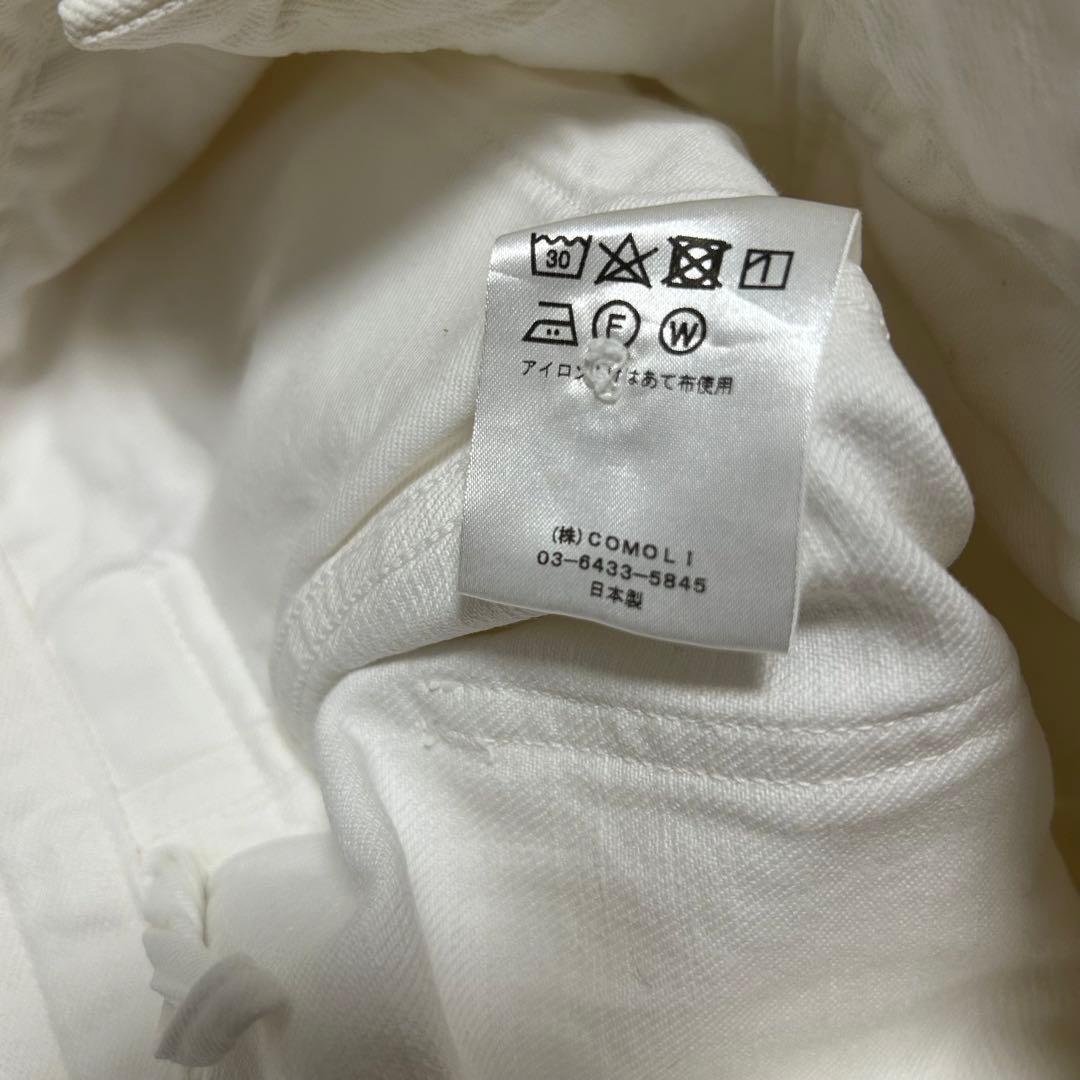 30
F W
アイロン はあて布使用
(株)COMOLI
03-6433-5845
日本製